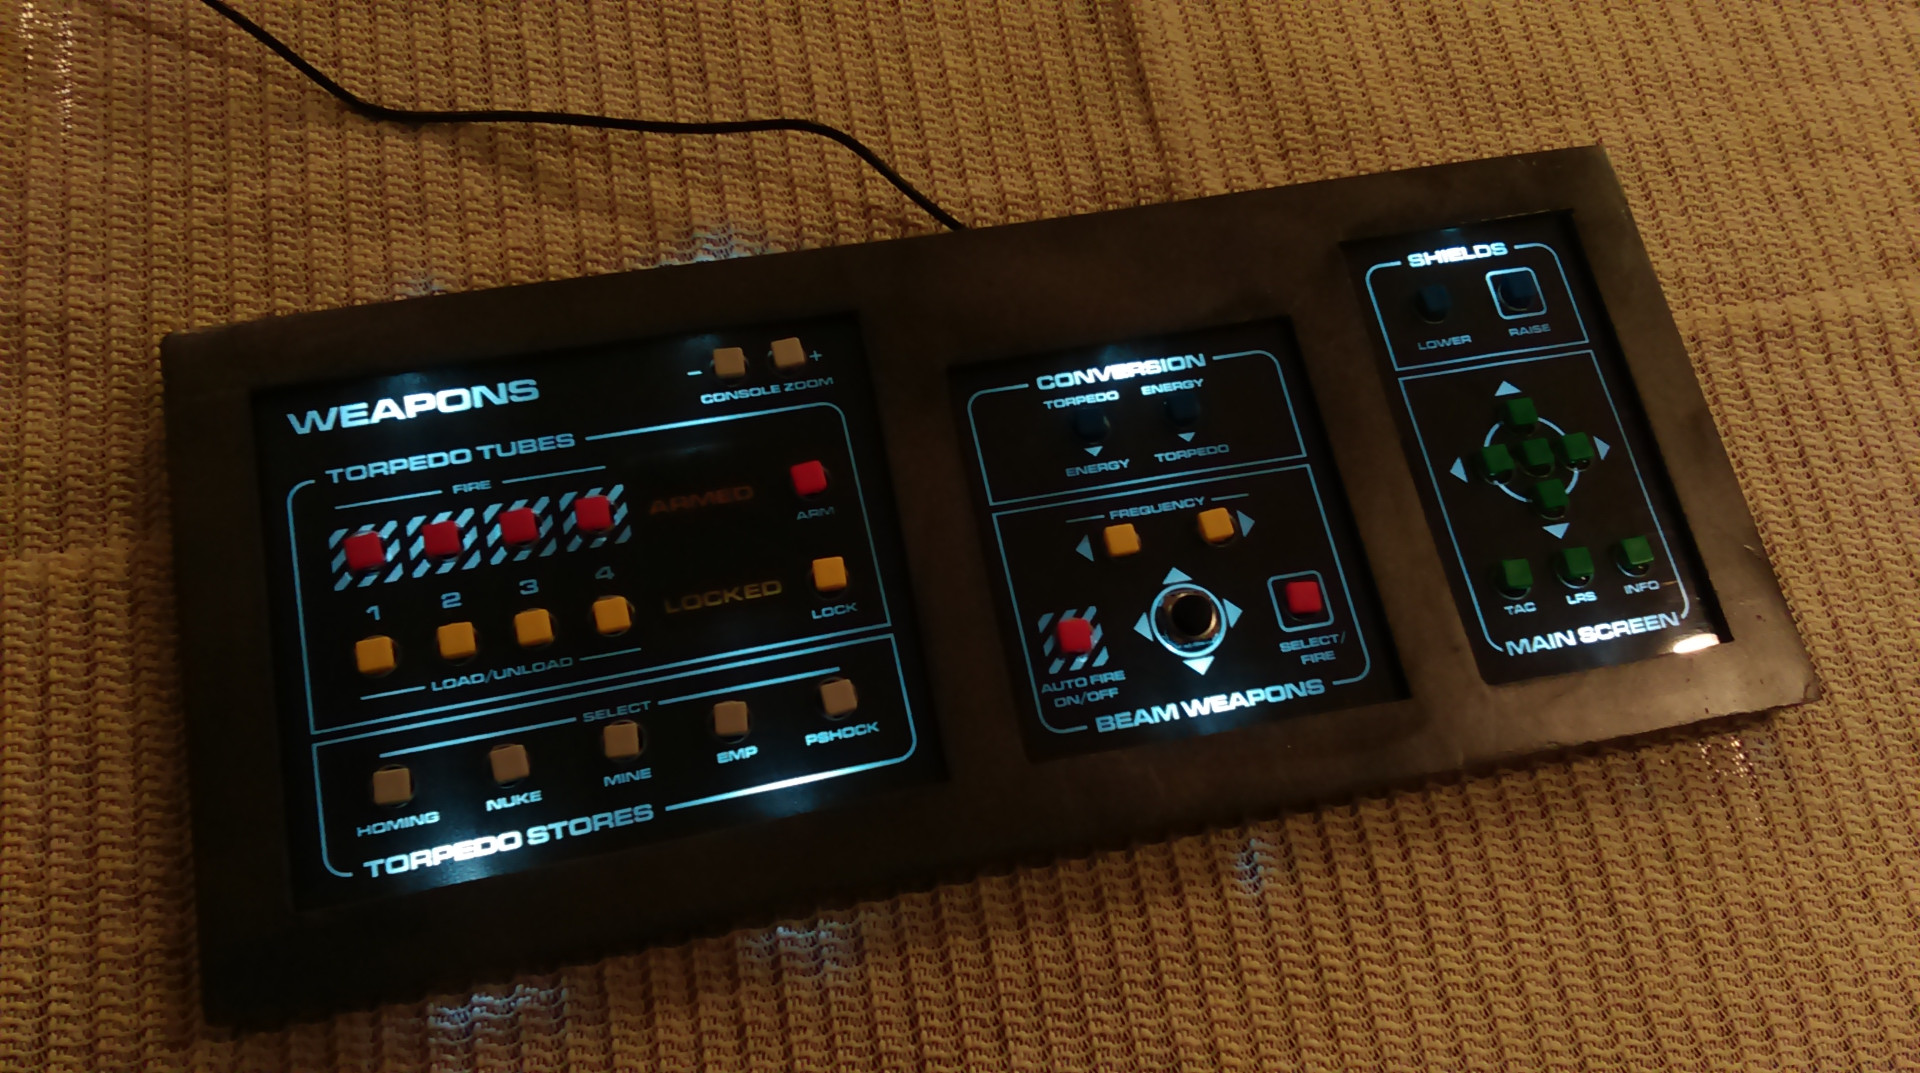 WEAPONS
- +
CONSOLE ZOOM
TORPEDO TUBES
FIRE
ARMED
ARM
1 2 3 4
LOCKED
LOCK
LOAD/UNLOAD
SELECT
HOMING NUKE MINE EMP PSHOCK
TORPEDO STORES
CONVERSION
TORPEDO ENERGY
ENERGY TORPEDO
FREQUENCY
AUTO FIRE
ON/OFF
SELECT/
FIRE
BEAM WEAPONS
SHIELDS
LOWER RAISE
TAC LRS INFO
MAIN SCREEN